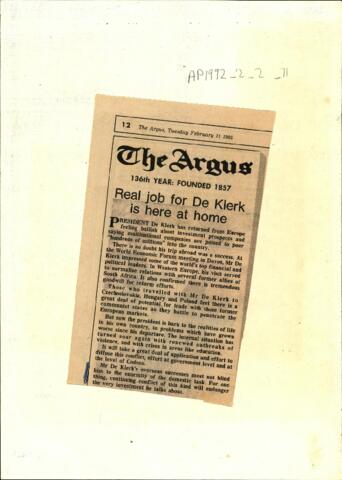 AP1992_2_2_11
12 The Argus, Tuesday February 11 1992
The Argus
136th YEAR: FOUNDED 1857
Real job for De Klerk
is here at home
PRESIDENT De Klerk has returned from Europe
feeling bullish about investment prospects and
saying multinational companies are poised to pour
"hundreds of millions" into the country.
There is no doubt his trip abroad was a success. At
the World Economic Forum meeting in Davos, Mr De
Klerk impressed some of the world's top financial and
political leaders. In Western Europe, his visit served
to normalise relations with several former allies of
South Africa. It also confirmed there is tremendous
goodwill for reform efforts.
Those who travelled with Mr De Klerk to
Czechoslovakia, Hungary and Poland feel there is a
great deal of potential for trade with these former
communist states as they battle to penetrate the
European markets.
But now the president is back to the realities of life
in his own country, to problems which have grown
worse since his departure. The internal situation has
turned sour again with renewed outbreaks of
violence, and with crises in areas like education.
It will take a great deal of application and effort to
diffuse this conflict, effort at government level and at
the level of Codesa.
Mr De Klerk's overseas successes must not blind
him to the enormity of the domestic task. For one
thing, continuing conflict of this kind will endanger
the very investment he talks about.